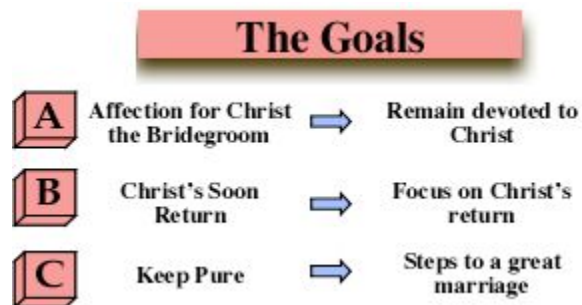 The Goals
A
Affection for Christ
the Bridegroom
Remain devoted to
Christ
B
Christ's Soon
Return
Focus on Christ's
return
C
Keep Pure
Steps to a great
marriage